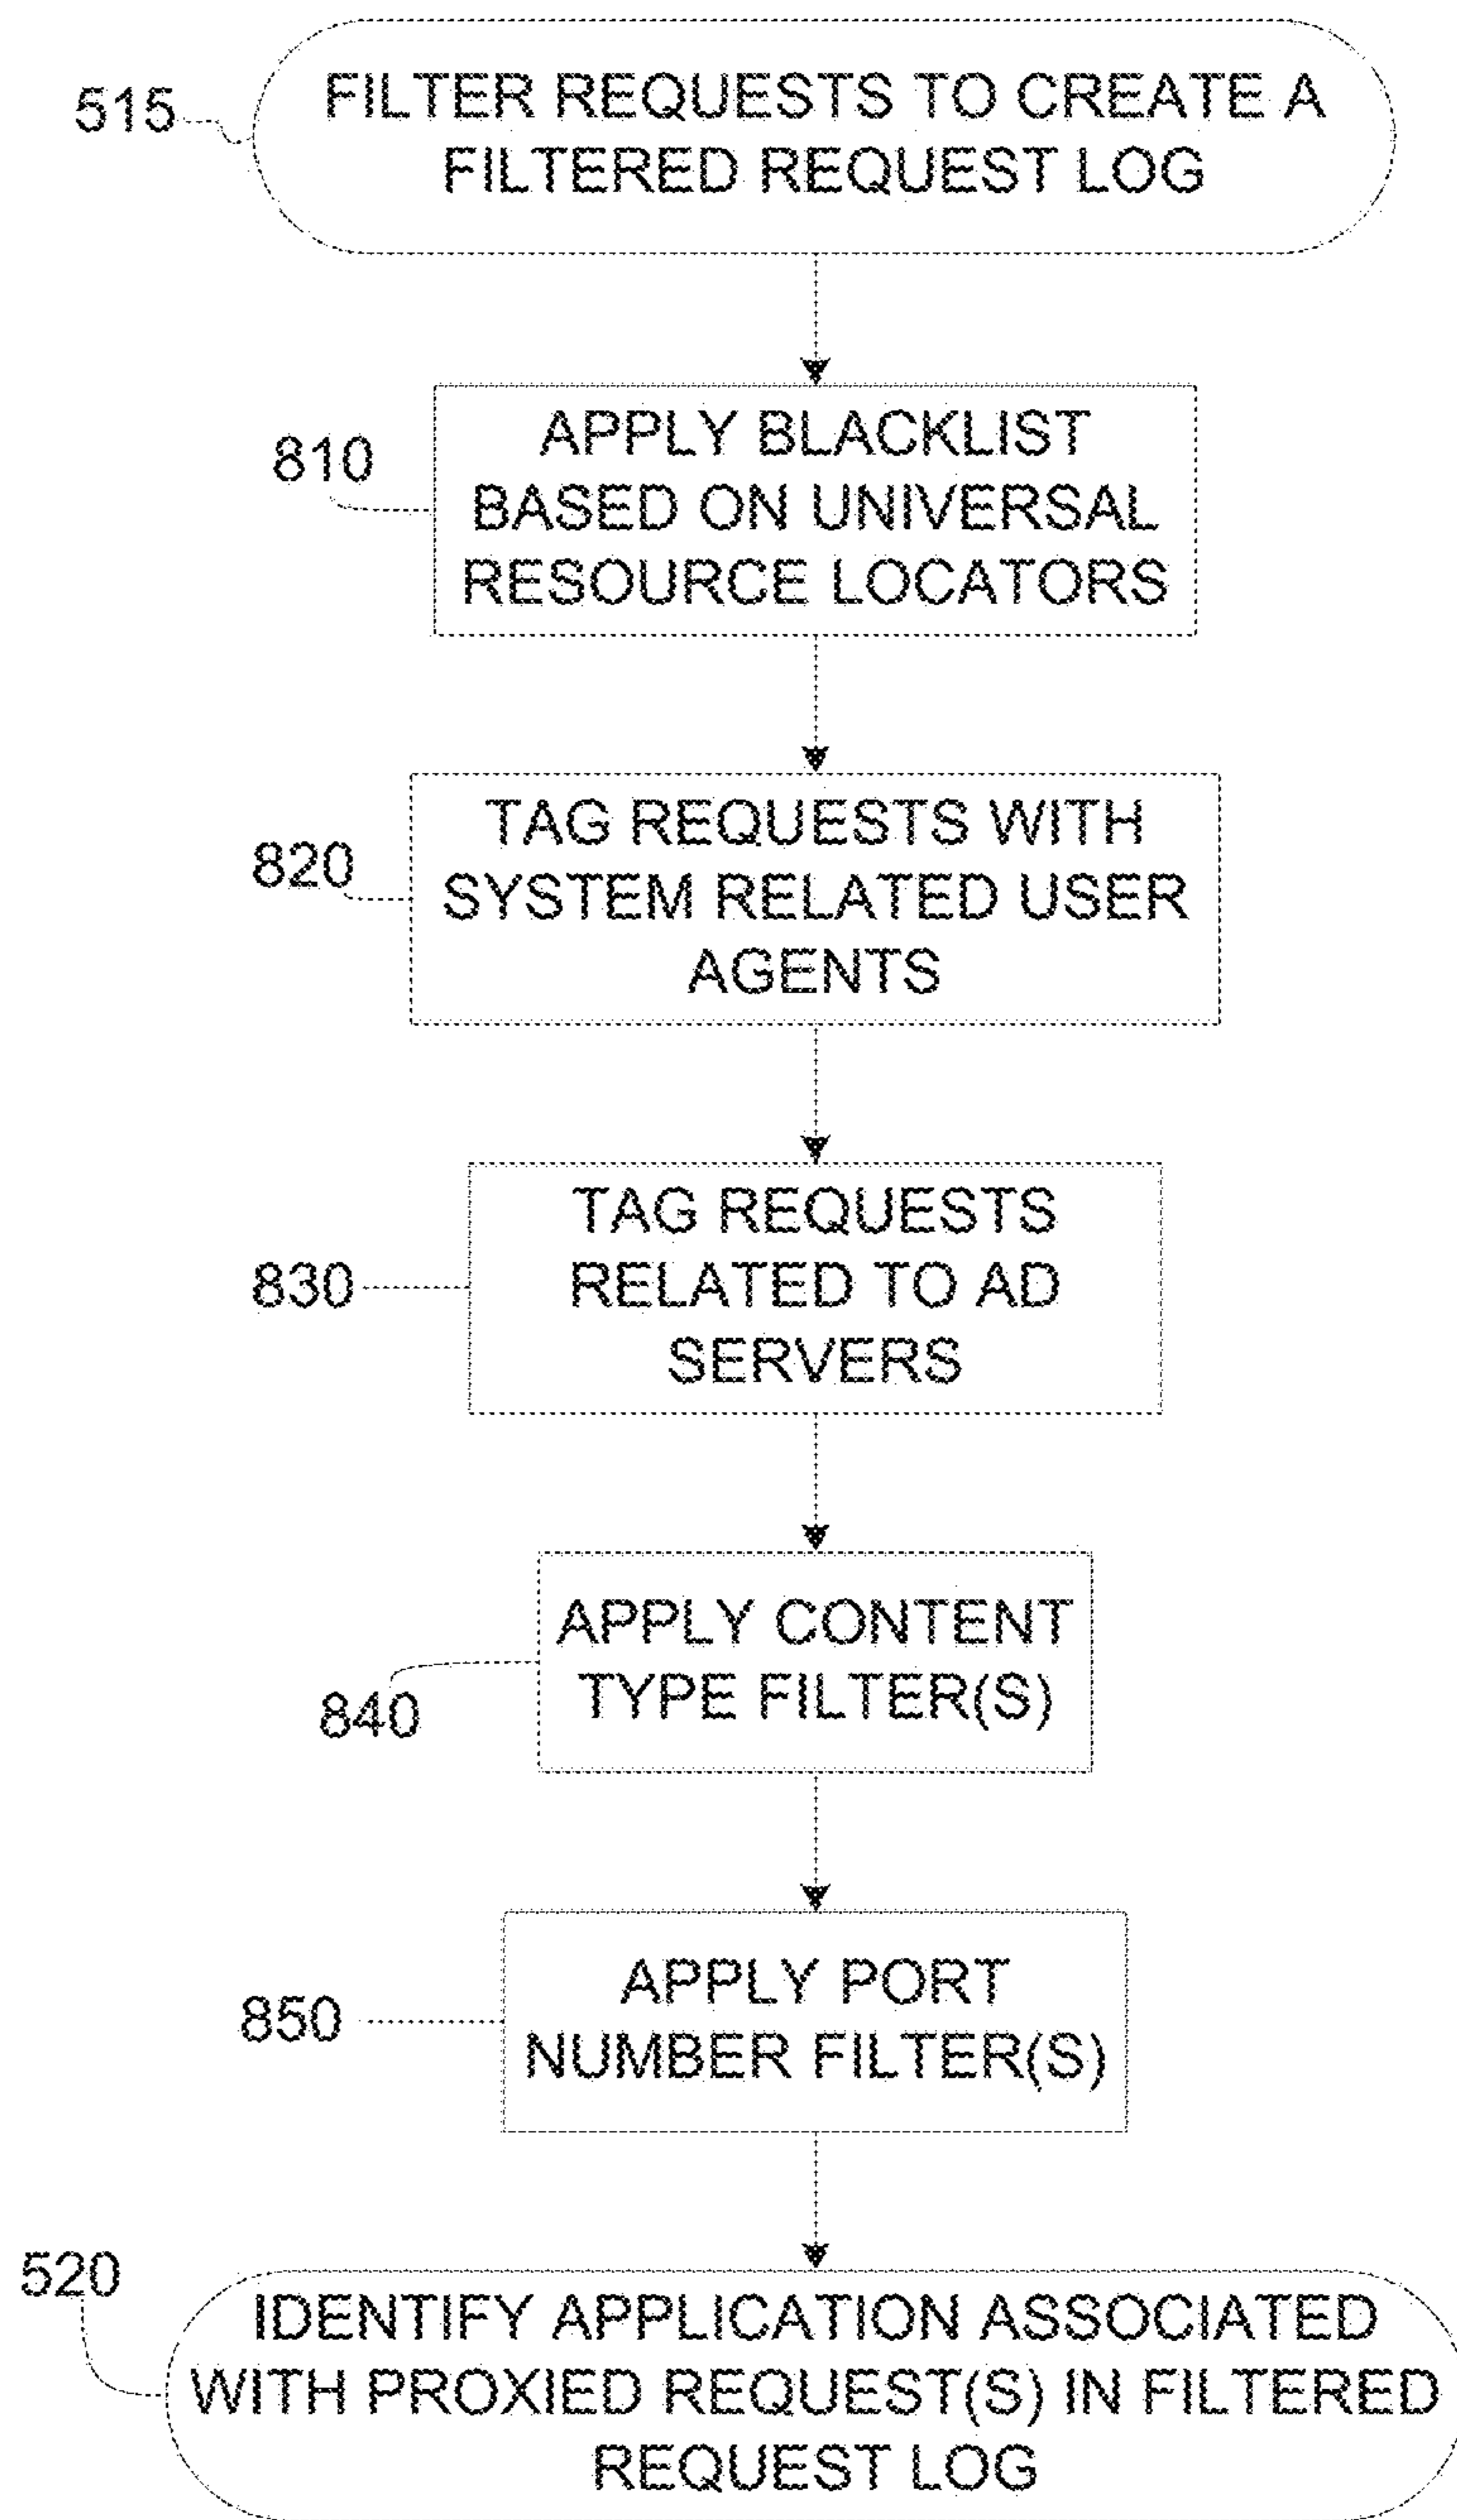 515
FILTER REQUESTS TO CREATE A
FILTERED REQUEST LOG
810
APPLY BLACKLIST
BASED ON UNIVERSAL
RESOURCE LOCATORS
820
TAG REQUESTS WITH
SYSTEM RELATED USER
AGENTS
830
TAG REQUESTS
RELATED TO AD
SERVERS
840
APPLY CONTENT
TYPE FILTER(S)
850
APPLY PORT
NUMBER FILTER(S)
520
IDENTIFY APPLICATION ASSOCIATED
WITH PROXIED REQUEST(S) IN FILTERED
REQUEST LOG